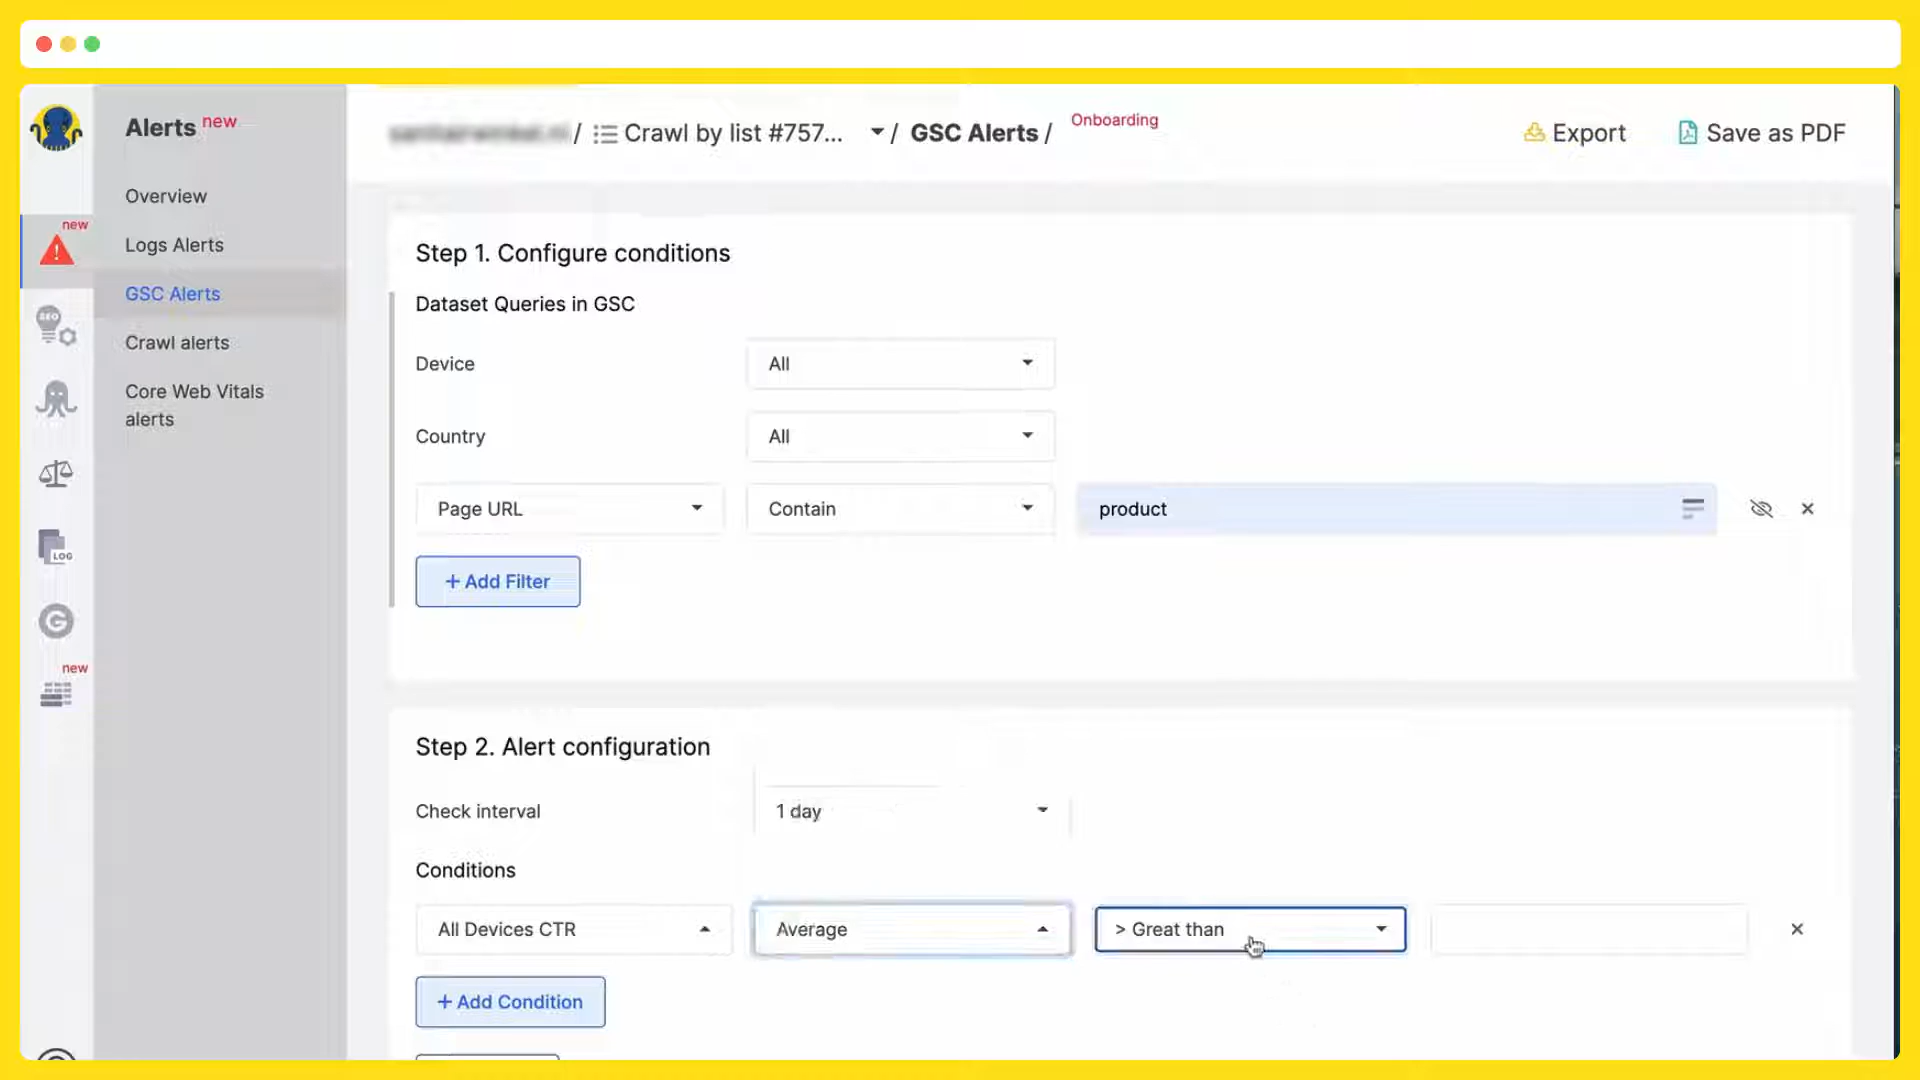 Alerts new
Overview
Logs Alerts
GSC Alerts
Crawl alerts
Core Web Vitals
alerts
new
SEO
LOG
G
new
/ Crawl by list #757... / GSC Alerts / Onboarding
Export
Save as PDF
Step 1. Configure conditions
Dataset Queries in GSC
Device All
Country All
Page URL Contain product
+ Add Filter
Step 2. Alert configuration
Check interval 1 day
Conditions
All Devices CTR Average > Great than
+ Add Condition